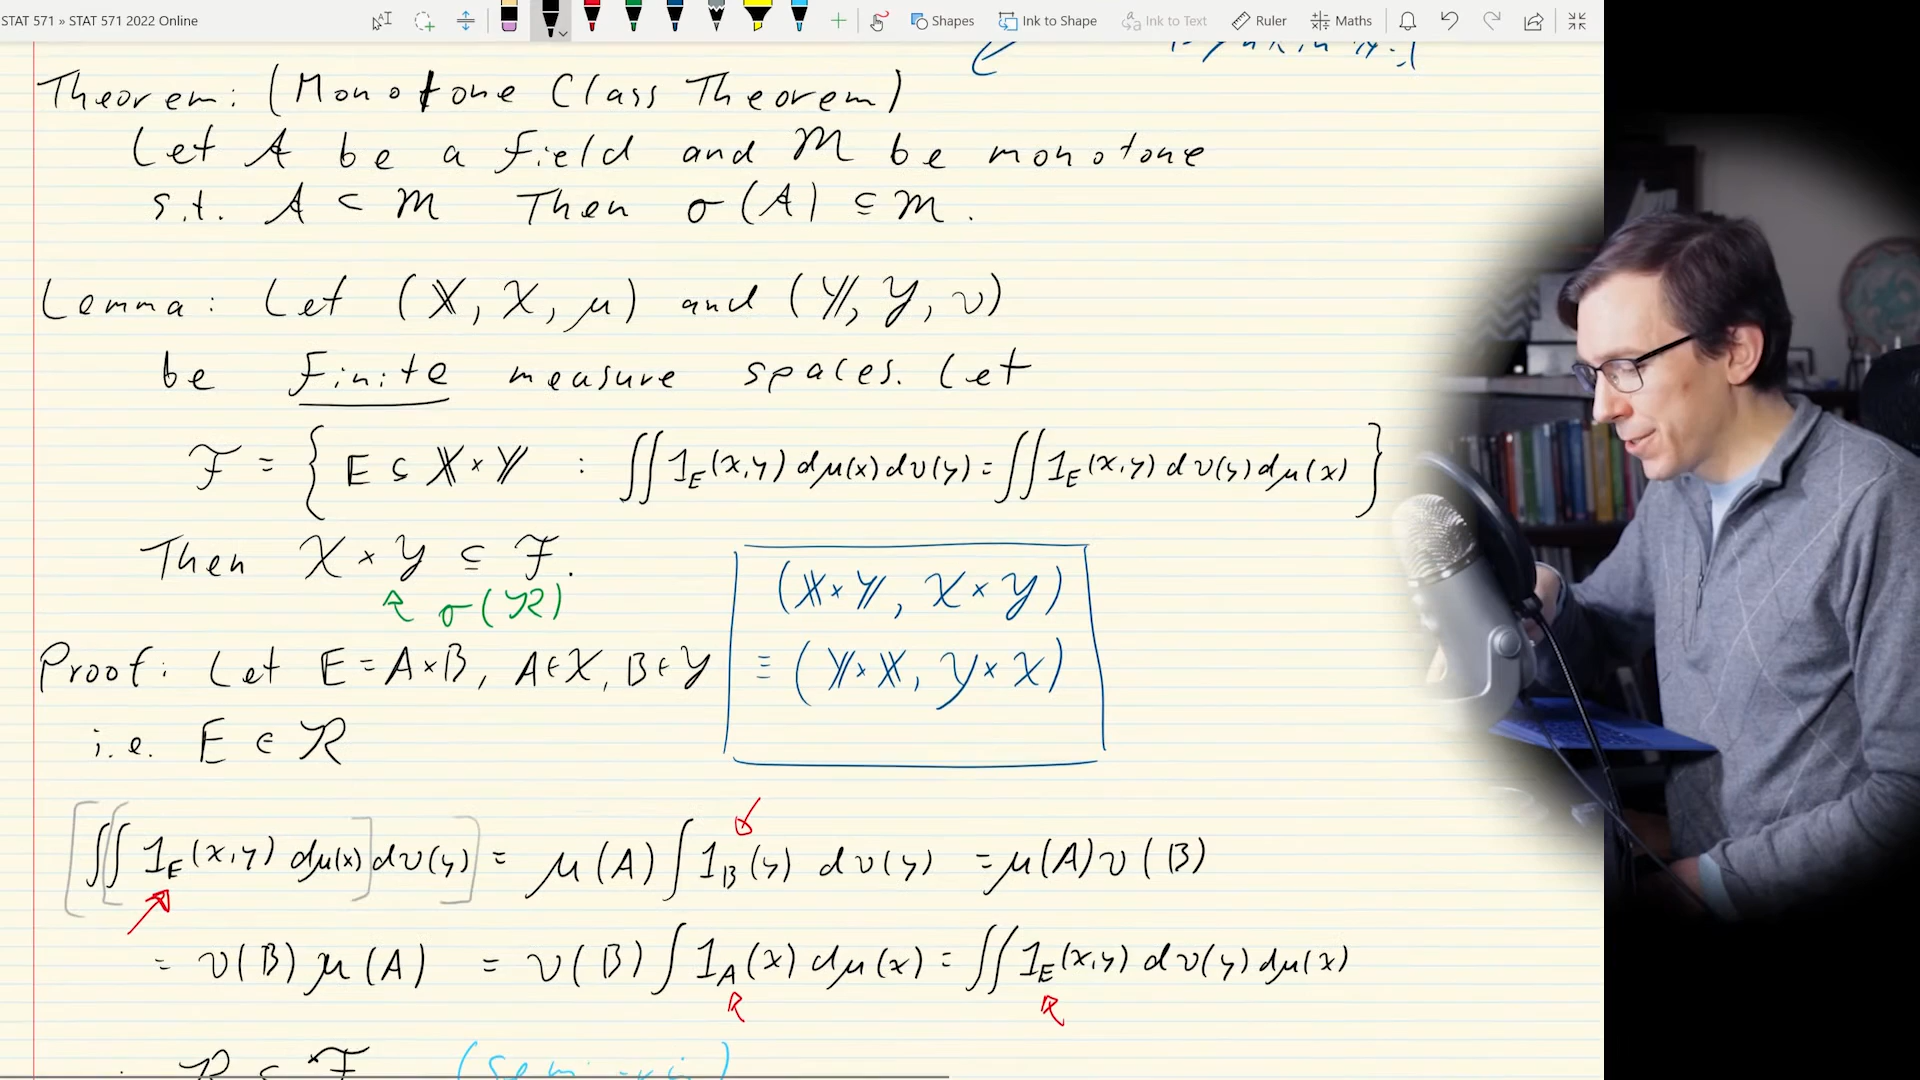 STAT 571 » STAT 571 2022 Online
Shapes Ink to Shape Ink to Text Ruler Maths
Theorem: (Monotone Class Theorem)
Let 𝒜 be a field and ℳ be monotone
s.t. 𝒜 ⊂ ℳ Then σ(𝒜) ⊆ ℳ.
Lemma: Let (𝕏, 𝒳, μ) and (𝕐, 𝒴, ν)
be finite measure spaces. Let
ℱ = { E ⊆ 𝕏×𝕐 : ∬ 1_E(x,y) dμ(x) dν(y) = ∬ 1_E(x,y) dν(y) dμ(x) }
Then 𝒳 × 𝒴 ⊆ ℱ.
σ(ℛ)
(𝕏×𝕐, 𝒳×𝒴)
≡ (𝕐×𝕏, 𝒴×𝒳)
Proof: Let E = A×B, A∈𝒳, B∈𝒴
i.e. E ∈ ℛ
[∬ 1_E(x,y) dμ(x)] dν(y)] = μ(A) ∫ 1_B(y) dν(y) = μ(A) ν(B)
= ν(B) μ(A) = ν(B) ∫ 1_A(x) dμ(x) = ∬ 1_E(x,y) dν(y) dμ(x)
ℛ ⊆ ℱ